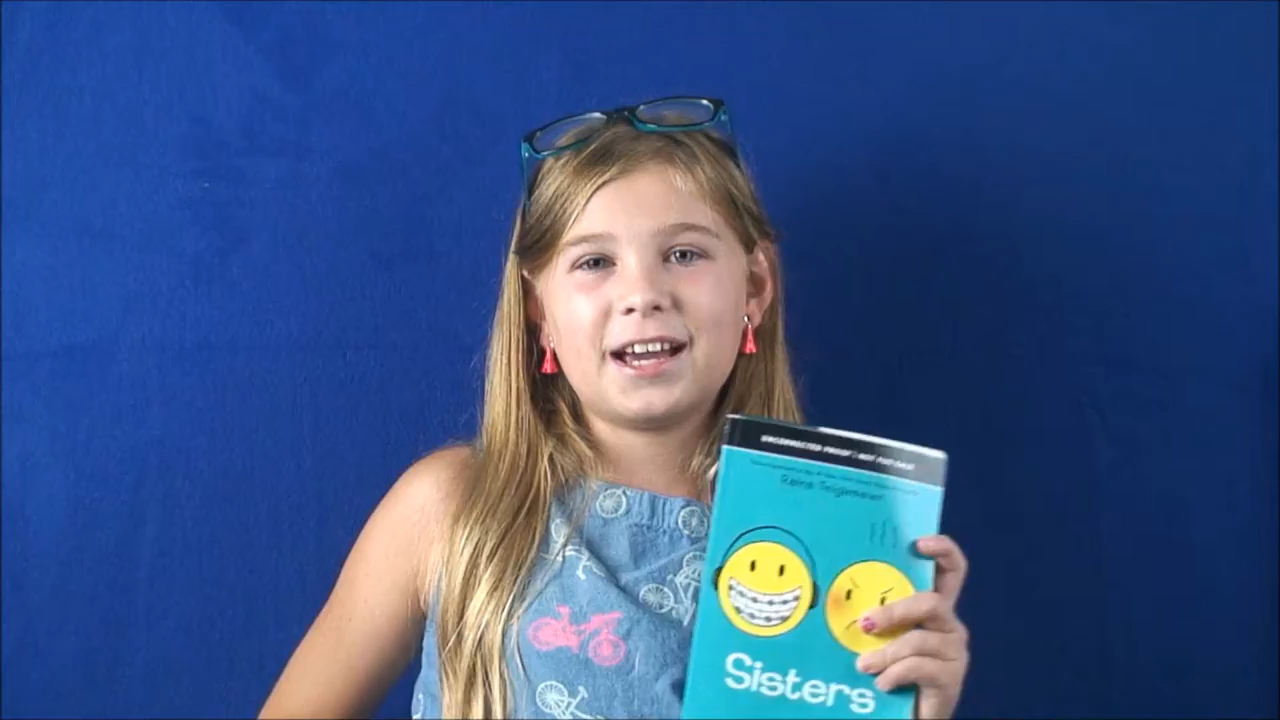 UNCORRECTED PROOF • NOT FOR SALE
Raina Telgemeier
Sisters